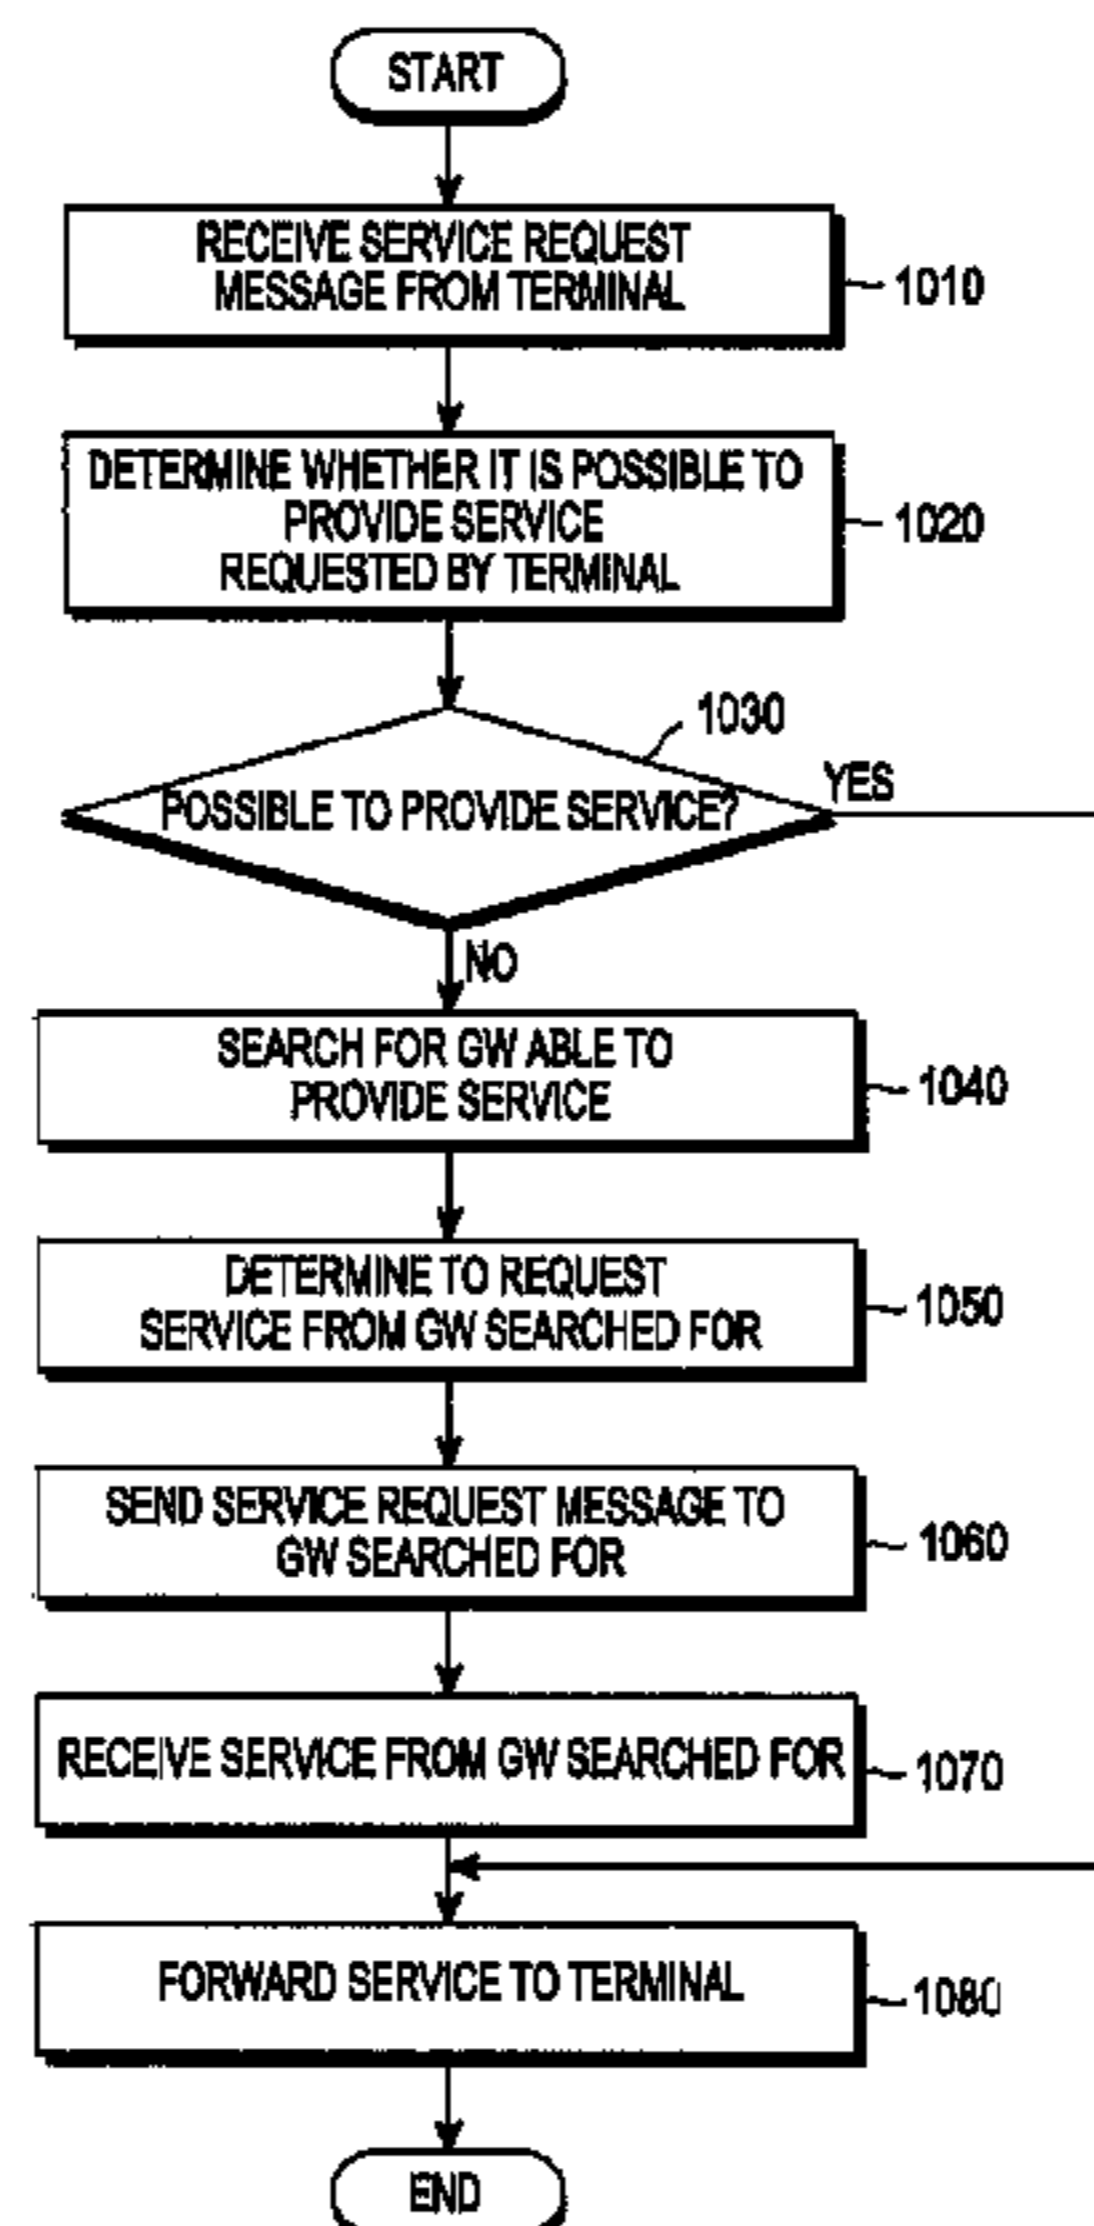 START
RECEIVE SERVICE REQUEST
MESSAGE FROM TERMINAL
1010
DETERMINE WHETHER IT IS POSSIBLE TO
PROVIDE SERVICE
REQUESTED BY TERMINAL
1020
1030
POSSIBLE TO PROVIDE SERVICE?
YES
NO
SEARCH FOR GW ABLE TO
PROVIDE SERVICE
1040
DETERMINE TO REQUEST
SERVICE FROM GW SEARCHED FOR
1050
SEND SERVICE REQUEST MESSAGE TO
GW SEARCHED FOR
1060
RECEIVE SERVICE FROM GW SEARCHED FOR
1070
FORWARD SERVICE TO TERMINAL
1080
END